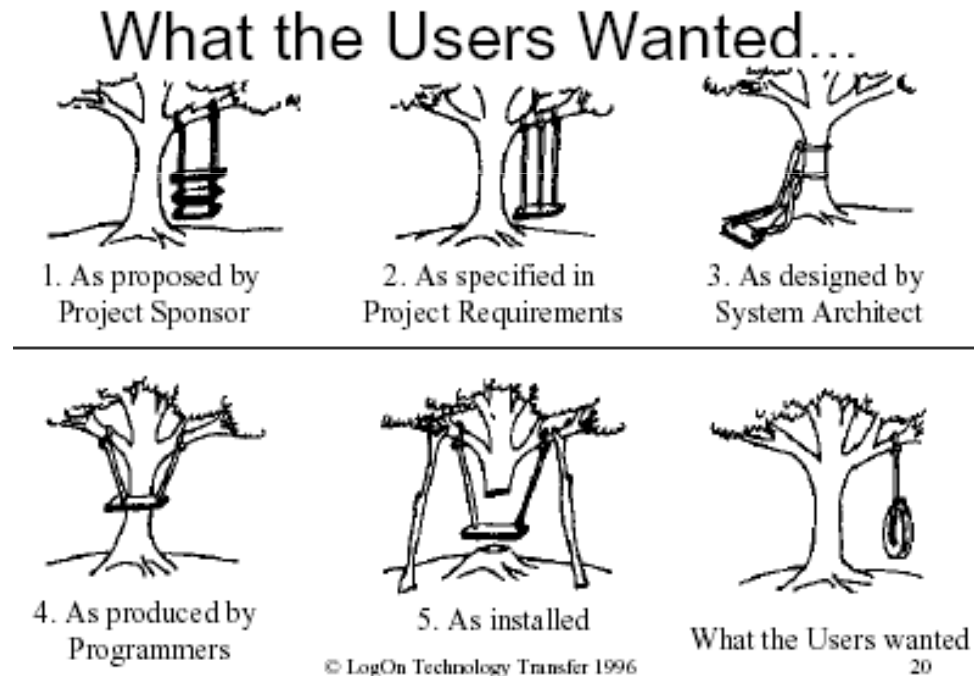 What the Users Wanted...
1. As proposed by
Project Sponsor
2. As specified in
Project Requirements
3. As designed by
System Architect
4. As produced by
Programmers
5. As installed
What the Users wanted
© LogOn Technology Transfer 1996
20